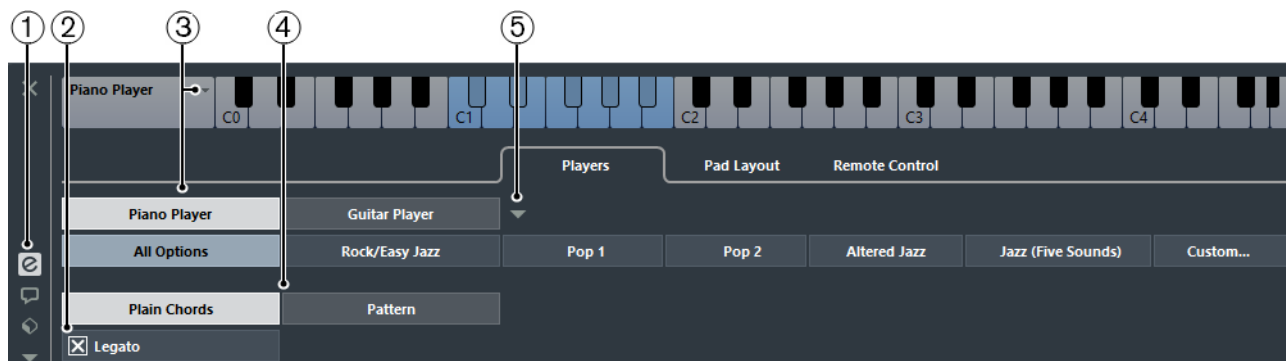 ① ② ③ ④ ⑤
Piano Player
C0 C1 C2 C3 C4
Players Pad Layout Remote Control
Piano Player Guitar Player
All Options Rock/Easy Jazz Pop 1 Pop 2 Altered Jazz Jazz (Five Sounds) Custom...
Plain Chords Pattern
Legato